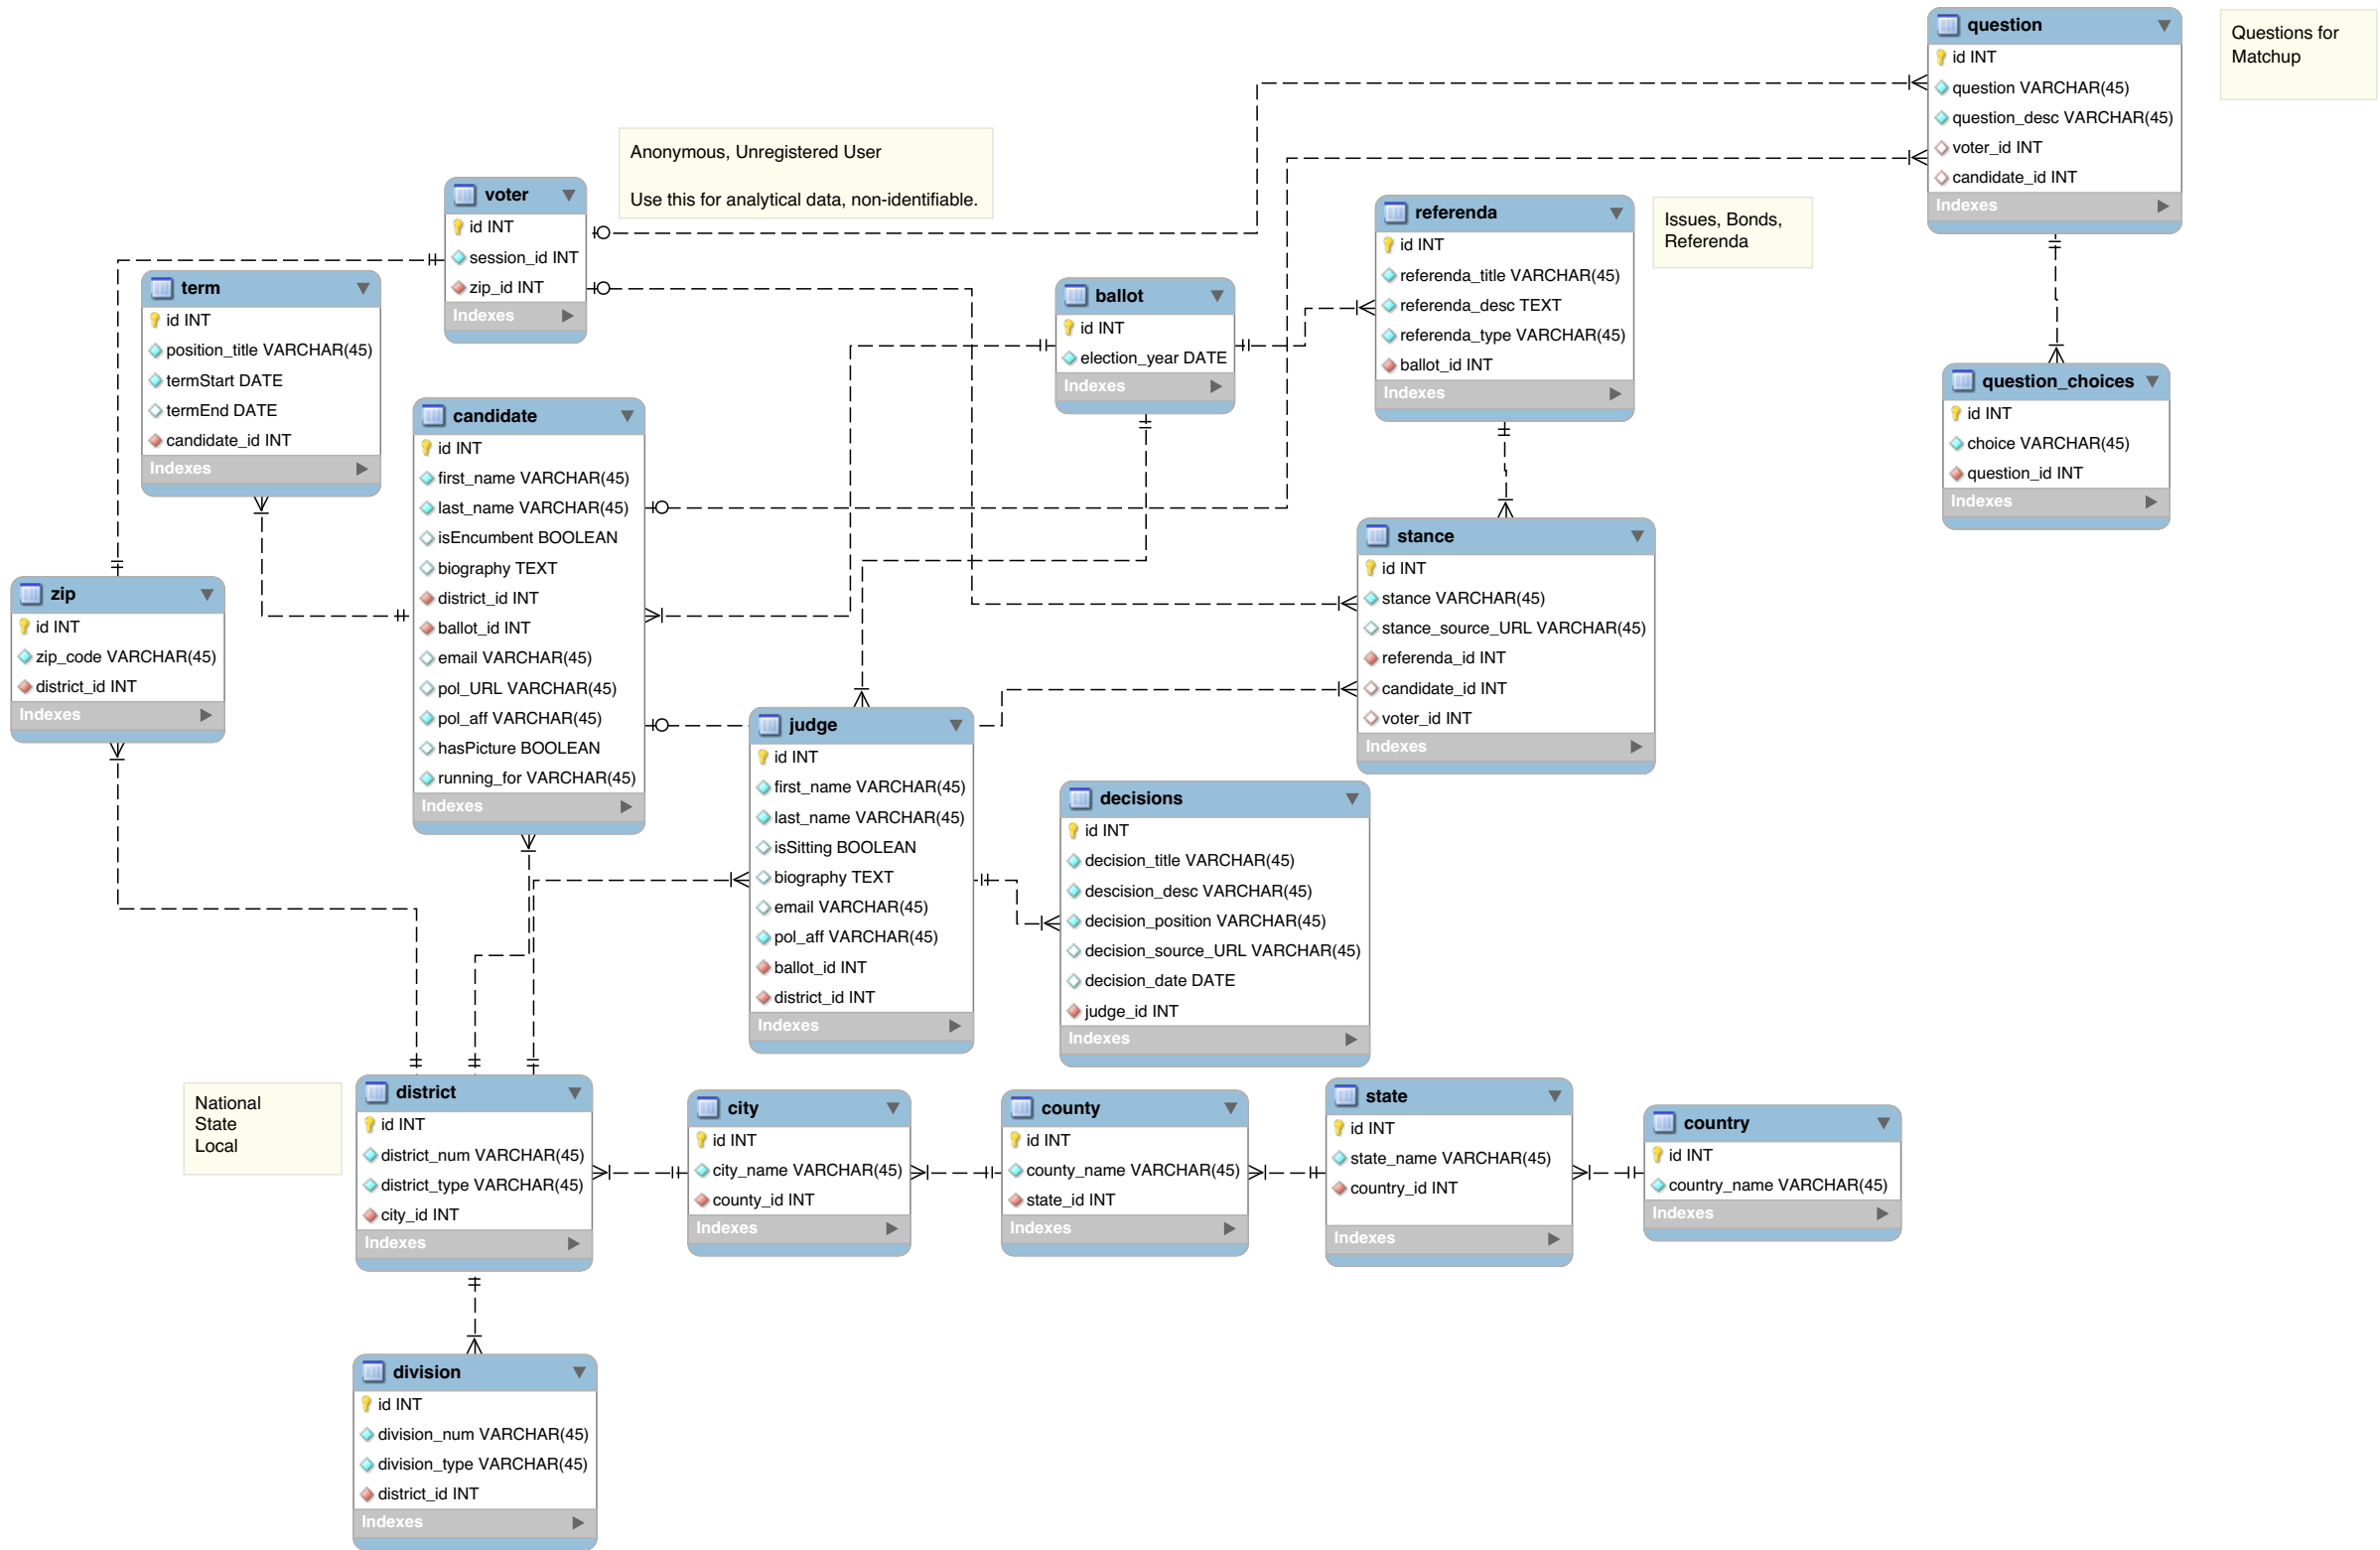 question
id INT
question VARCHAR(45)
question_desc VARCHAR(45)
voter_id INT
candidate_id INT
Indexes
Questions for
Matchup
Anonymous, Unregistered User
Use this for analytical data, non-identifiable.
voter
id INT
session_id INT
zip_id INT
Indexes
referenda
id INT
referenda_title VARCHAR(45)
referenda_desc TEXT
referenda_type VARCHAR(45)
ballot_id INT
Indexes
Issues, Bonds,
Referenda
term
id INT
position_title VARCHAR(45)
termStart DATE
termEnd DATE
candidate_id INT
Indexes
ballot
id INT
election_year DATE
Indexes
question_choices
id INT
choice VARCHAR(45)
question_id INT
Indexes
candidate
id INT
first_name VARCHAR(45)
last_name VARCHAR(45)
isEncumbent BOOLEAN
biography TEXT
district_id INT
ballot_id INT
email VARCHAR(45)
pol_URL VARCHAR(45)
pol_aff VARCHAR(45)
hasPicture BOOLEAN
running_for VARCHAR(45)
Indexes
stance
id INT
stance VARCHAR(45)
stance_source_URL VARCHAR(45)
referenda_id INT
candidate_id INT
voter_id INT
Indexes
zip
id INT
zip_code VARCHAR(45)
district_id INT
Indexes
judge
id INT
first_name VARCHAR(45)
last_name VARCHAR(45)
isSitting BOOLEAN
biography TEXT
email VARCHAR(45)
pol_aff VARCHAR(45)
ballot_id INT
district_id INT
Indexes
decisions
id INT
decision_title VARCHAR(45)
descision_desc VARCHAR(45)
decision_position VARCHAR(45)
decision_source_URL VARCHAR(45)
decision_date DATE
judge_id INT
Indexes
National
State
Local
district
id INT
district_num VARCHAR(45)
district_type VARCHAR(45)
city_id INT
Indexes
city
id INT
city_name VARCHAR(45)
county_id INT
Indexes
county
id INT
county_name VARCHAR(45)
state_id INT
Indexes
state
id INT
state_name VARCHAR(45)
country_id INT
Indexes
country
id INT
country_name VARCHAR(45)
Indexes
division
id INT
division_num VARCHAR(45)
division_type VARCHAR(45)
district_id INT
Indexes